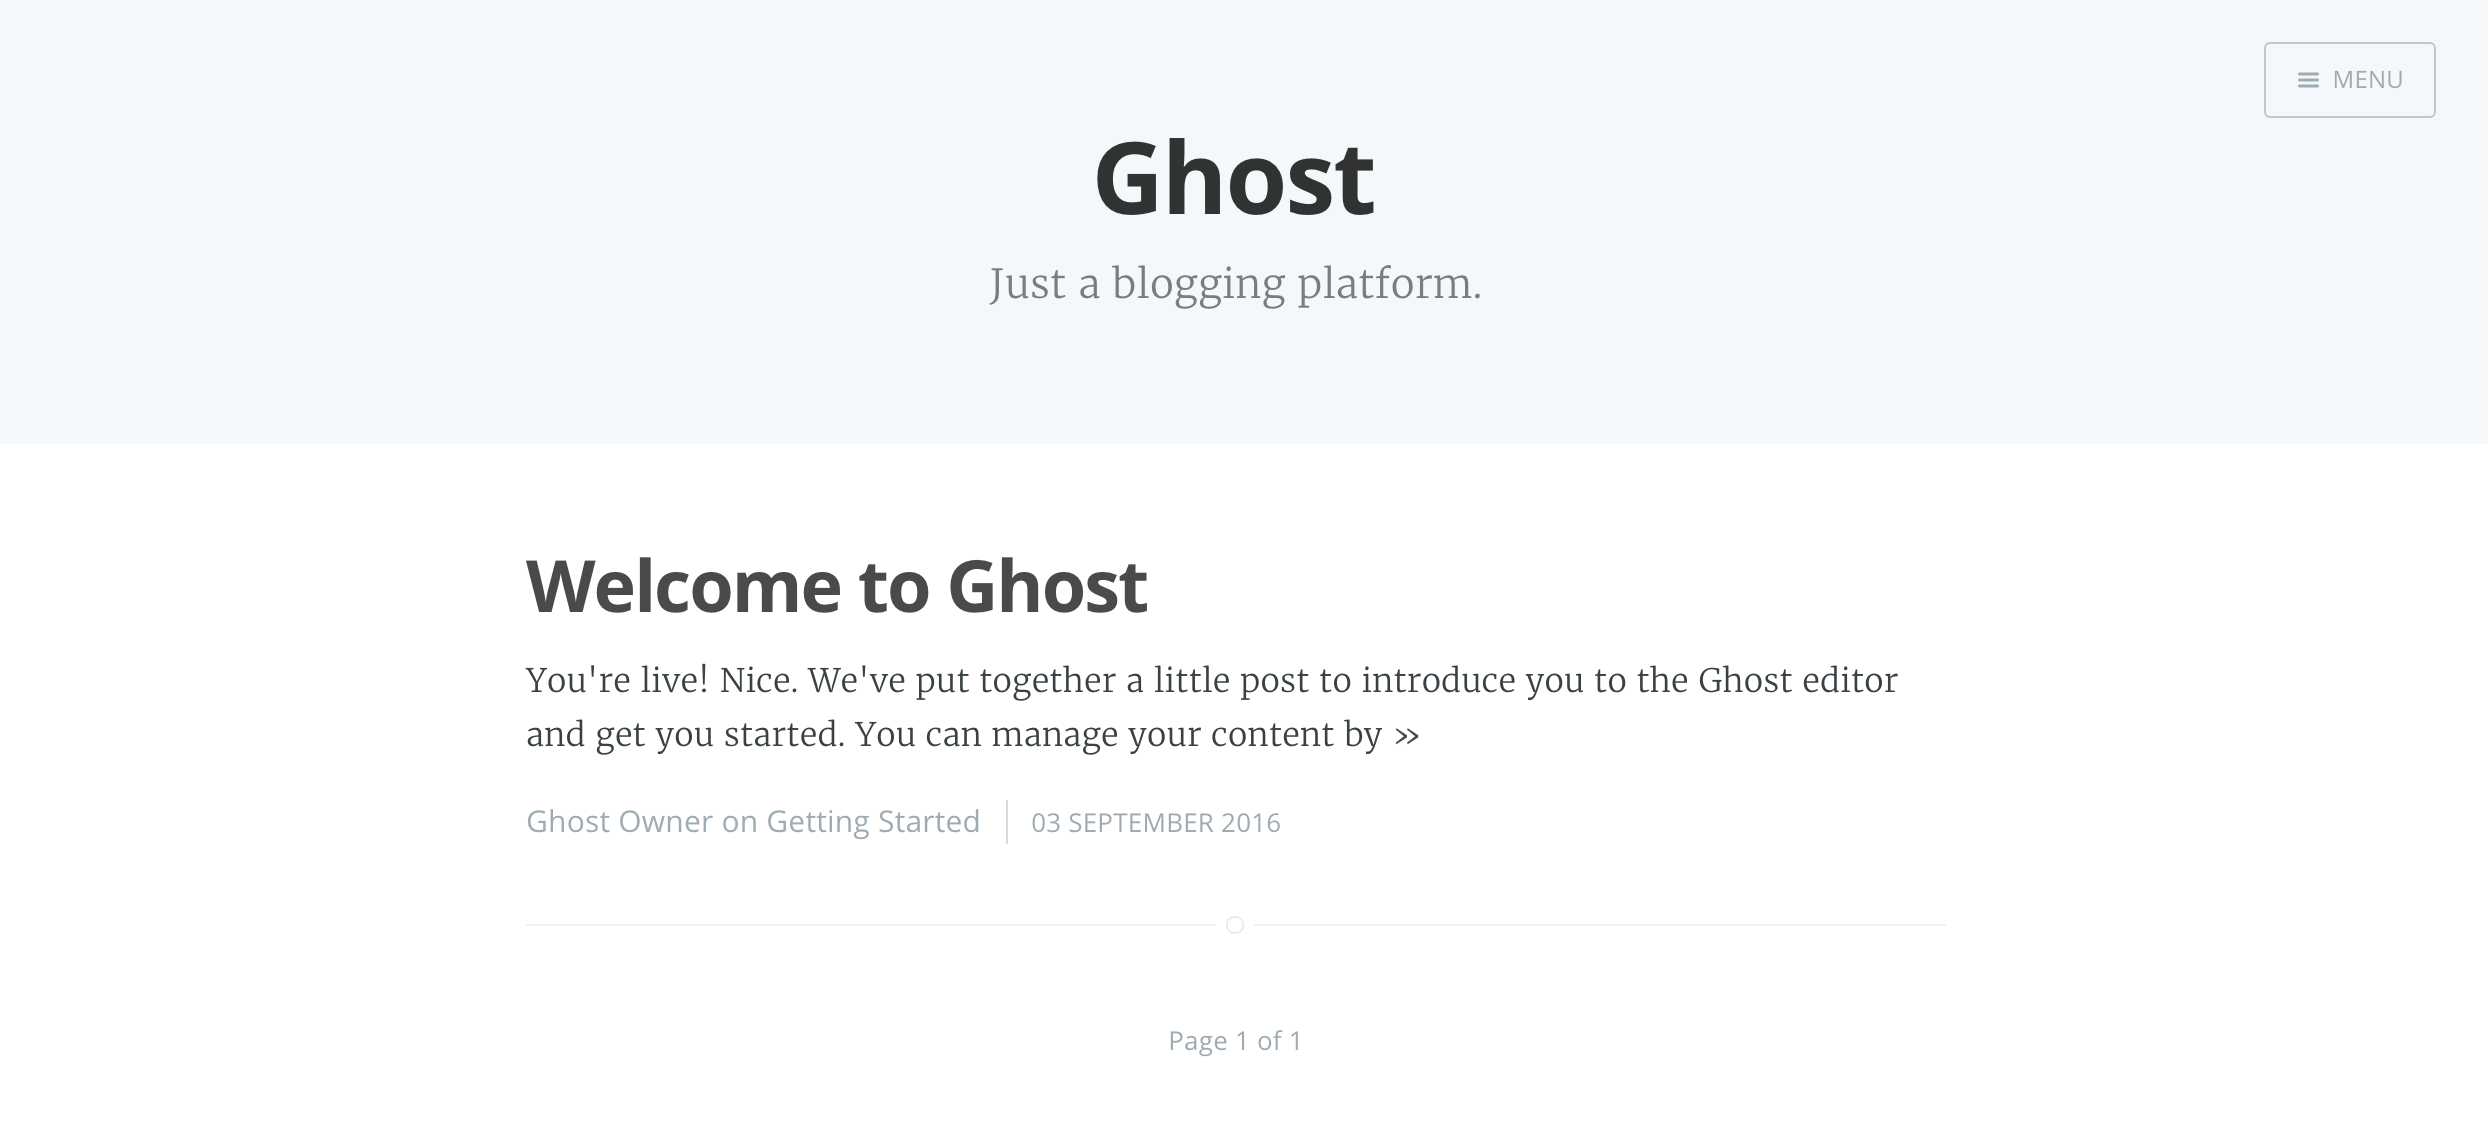 MENU
Ghost
Just a blogging platform.
Welcome to Ghost
You're live! Nice. We've put together a little post to introduce you to the Ghost editor
and get you started. You can manage your content by »
Ghost Owner on Getting Started 03 SEPTEMBER 2016
Page 1 of 1